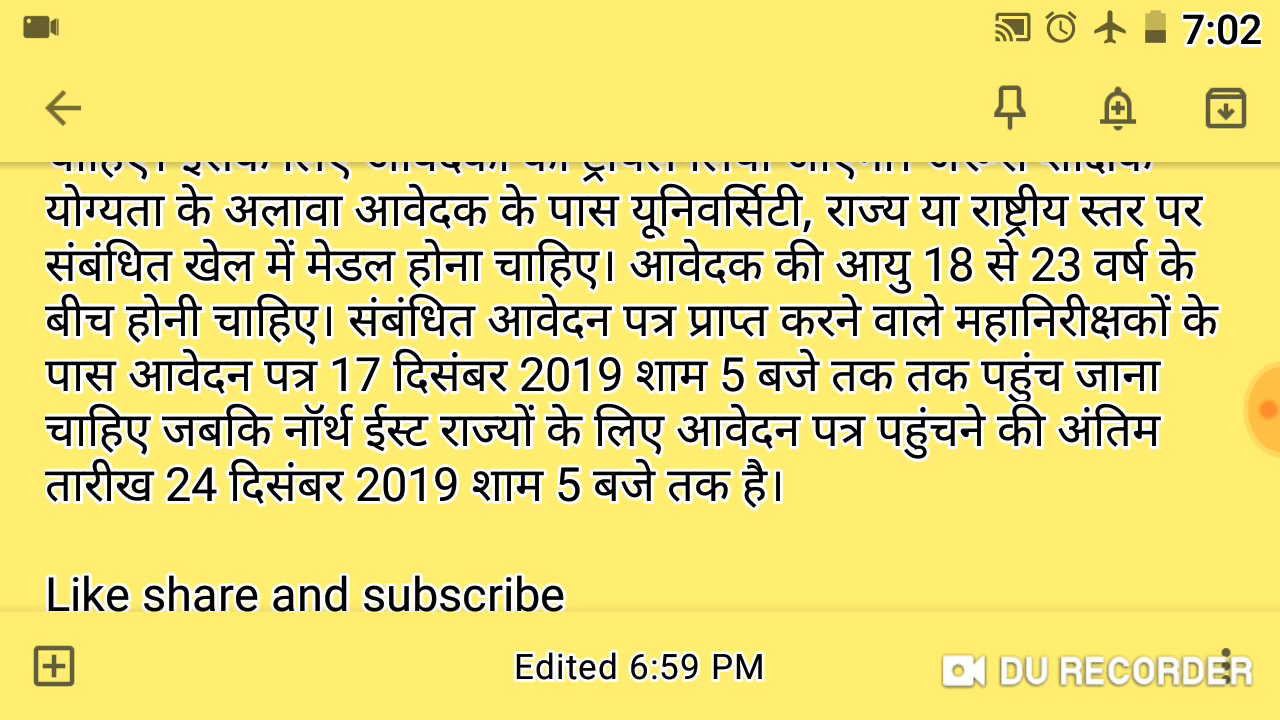 7:02
योग्यता के अलावा आवेदक के पास यूनिवर्सिटी, राज्य या राष्ट्रीय स्तर पर
संबंधित खेल में मेडल होना चाहिए। आवेदक की आयु 18 से 23 वर्ष के
बीच होनी चाहिए। संबंधित आवेदन पत्र प्राप्त करने वाले महानिरीक्षकों के
पास आवेदन पत्र 17 दिसंबर 2019 शाम 5 बजे तक तक पहुंच जाना
चाहिए जबकि नॉर्थ ईस्ट राज्यों के लिए आवेदन पत्र पहुंचने की अंतिम
तारीख 24 दिसंबर 2019 शाम 5 बजे तक है।
Like share and subscribe
Edited 6:59 PM
DU RECORDER